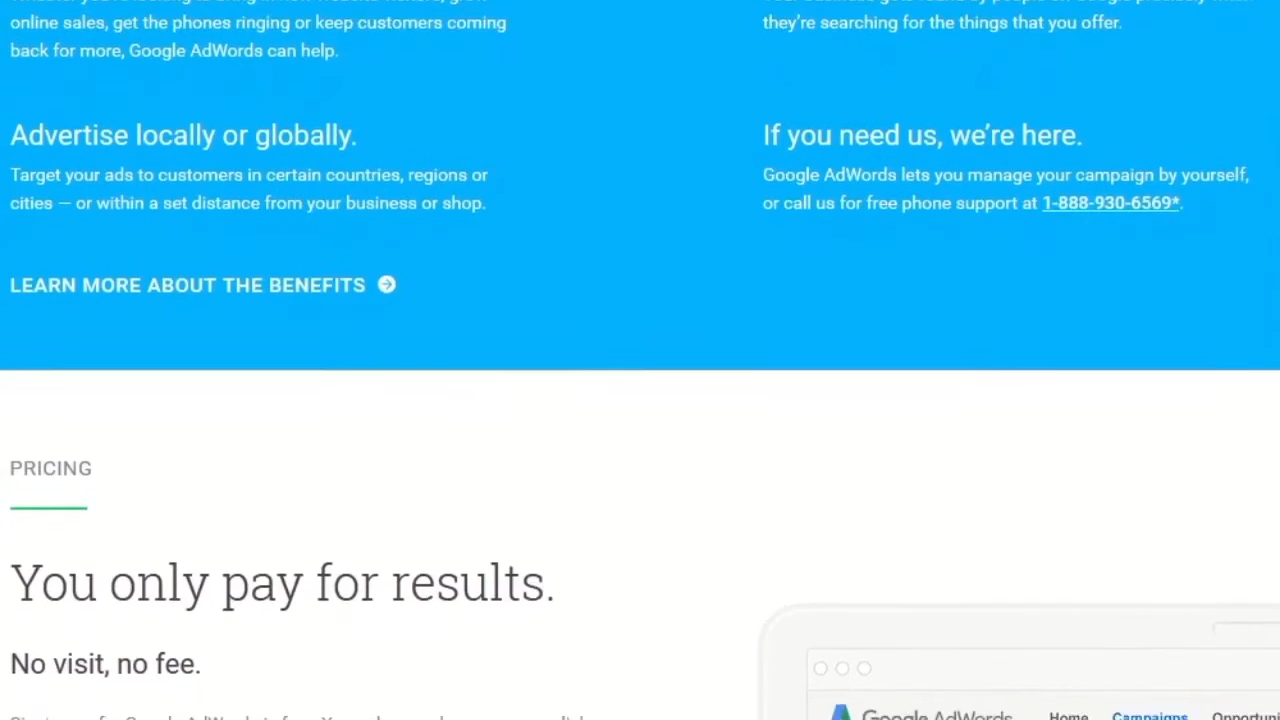 online sales, get the phones ringing or keep customers coming
back for more, Google AdWords can help.
they're searching for the things that you offer.
Advertise locally or globally.
Target your ads to customers in certain countries, regions or
cities — or within a set distance from your business or shop.
If you need us, we’re here.
Google AdWords lets you manage your campaign by yourself,
or call us for free phone support at 1-888-930-6569*.
LEARN MORE ABOUT THE BENEFITS
PRICING
You only pay for results.
No visit, no fee.
Google AdWords
Home Campaigns